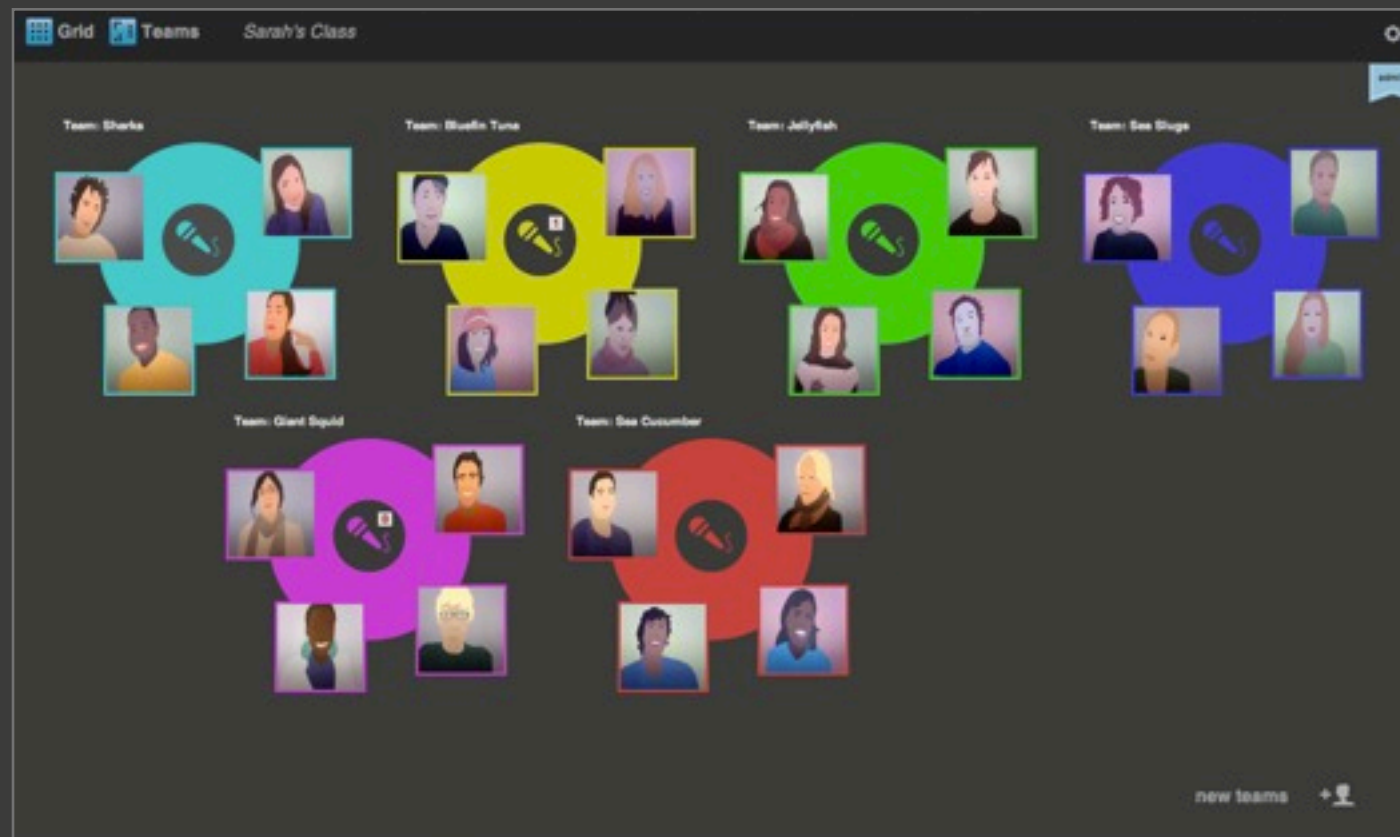 Grid Teams Sarah's Class
Team: Sharks
Team: Bluefin Tuna
Team: Jellyfish
Team: Sea Slugs
Team: Giant Squid
Team: Sea Cucumber
new teams